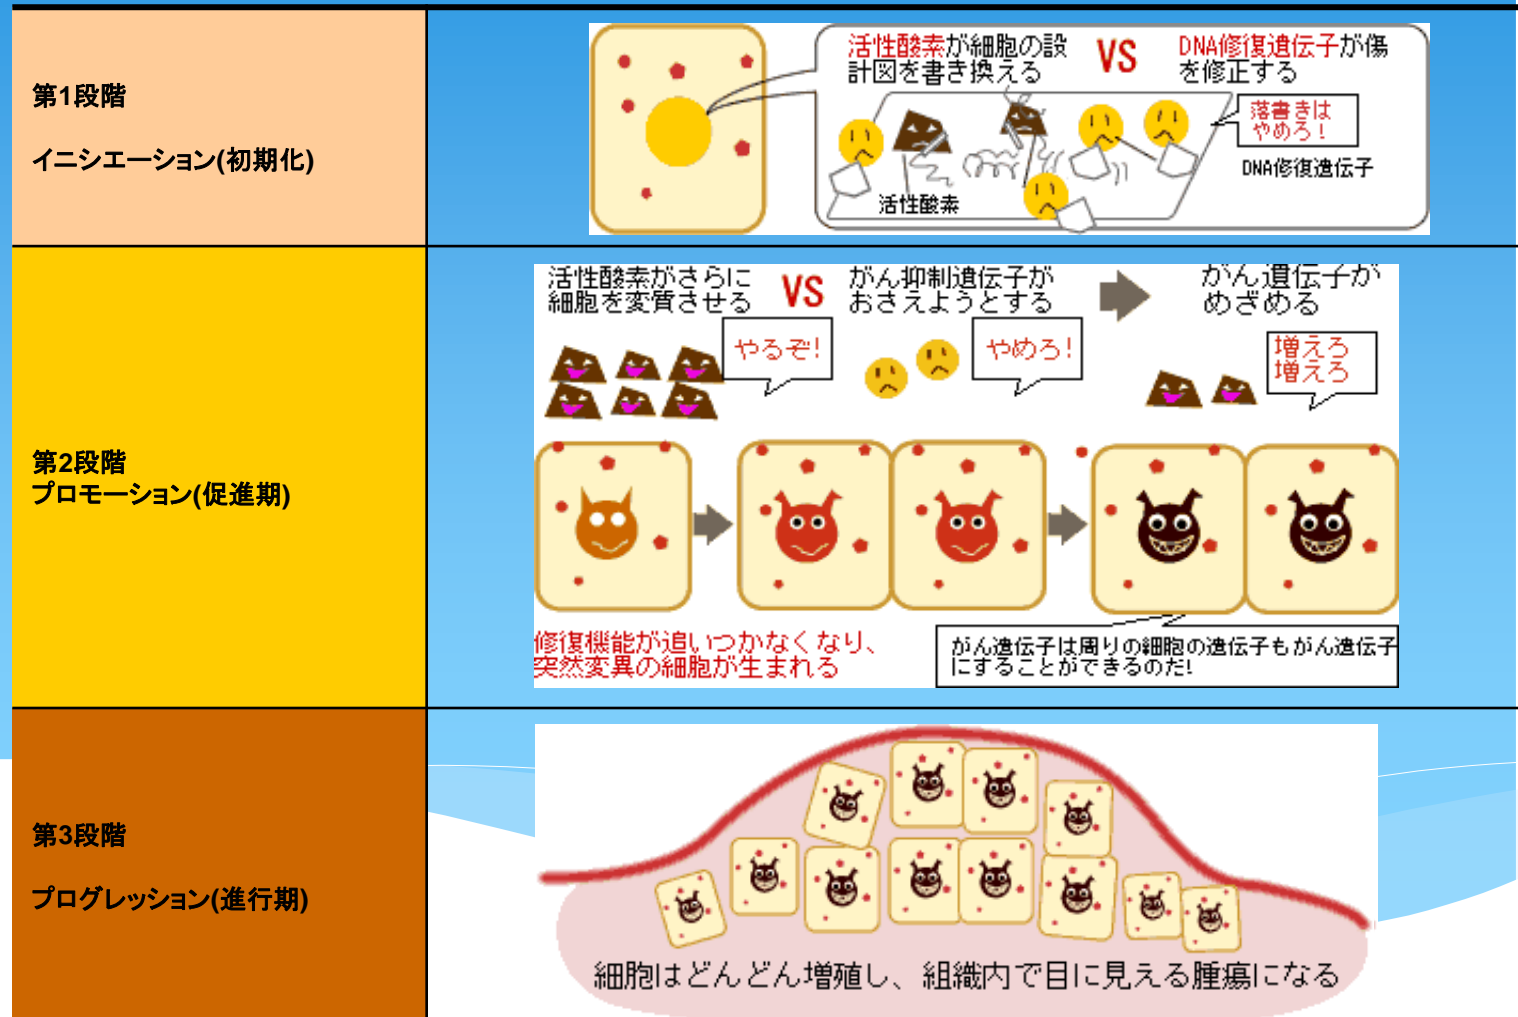 第1段階
イニシエーション(初期化)
活性酸素が細胞の設
計図を書き換える
VS
DNA修復遺伝子が傷
を修正する
落書きは
やめろ！
DNA修復遺伝子
活性酸素
第2段階
プロモーション(促進期)
活性酸素がさらに
細胞を変質させる
VS
がん抑制遺伝子が
おさえようとする
がん遺伝子が
めざめる
やるぞ!
やめろ!
増えろ
増えろ
修復機能が追いつかなくなり、
突然変異の細胞が生まれる
がん遺伝子は周りの細胞の遺伝子もがん遺伝子
にすることができるのだ!
第3段階
プログレッション(進行期)
細胞はどんどん増殖し、組織内で目に見える腫瘍になる